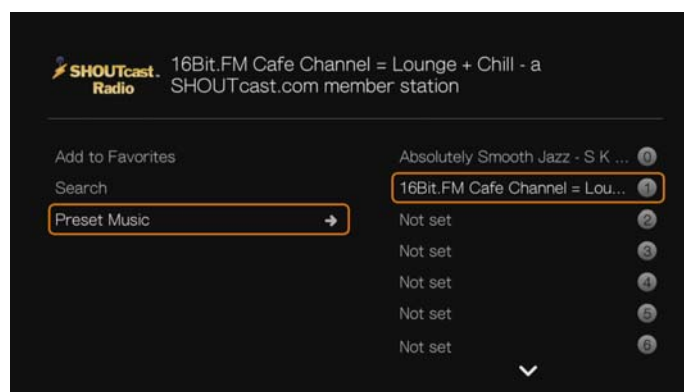 SHOUTcast.
Radio
16Bit.FM Cafe Channel = Lounge + Chill - a
SHOUTcast.com member station
Add to Favorites
Search
Preset Music
Absolutely Smooth Jazz - S K ... 0
16Bit.FM Cafe Channel = Lou... 1
Not set 2
Not set 3
Not set 4
Not set 5
Not set 6